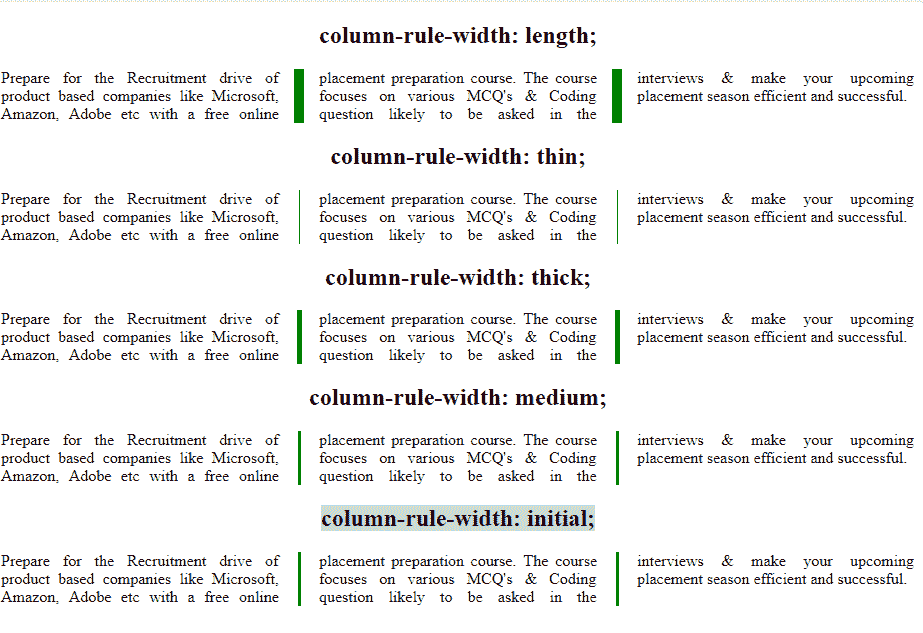 column-rule-width: length;
Prepare for the Recruitment drive of
product based companies like Microsoft,
Amazon, Adobe etc with a free online
placement preparation course. The course
focuses on various MCQ's & Coding
question likely to be asked in the
interviews & make your upcoming
placement season efficient and successful.
column-rule-width: thin;
Prepare for the Recruitment drive of
product based companies like Microsoft,
Amazon, Adobe etc with a free online
placement preparation course. The course
focuses on various MCQ's & Coding
question likely to be asked in the
interviews & make your upcoming
placement season efficient and successful.
column-rule-width: thick;
Prepare for the Recruitment drive of
product based companies like Microsoft,
Amazon, Adobe etc with a free online
placement preparation course. The course
focuses on various MCQ's & Coding
question likely to be asked in the
interviews & make your upcoming
placement season efficient and successful.
column-rule-width: medium;
Prepare for the Recruitment drive of
product based companies like Microsoft,
Amazon, Adobe etc with a free online
placement preparation course. The course
focuses on various MCQ's & Coding
question likely to be asked in the
interviews & make your upcoming
placement season efficient and successful.
column-rule-width: initial;
Prepare for the Recruitment drive of
product based companies like Microsoft,
Amazon, Adobe etc with a free online
placement preparation course. The course
focuses on various MCQ's & Coding
question likely to be asked in the
interviews & make your upcoming
placement season efficient and successful.